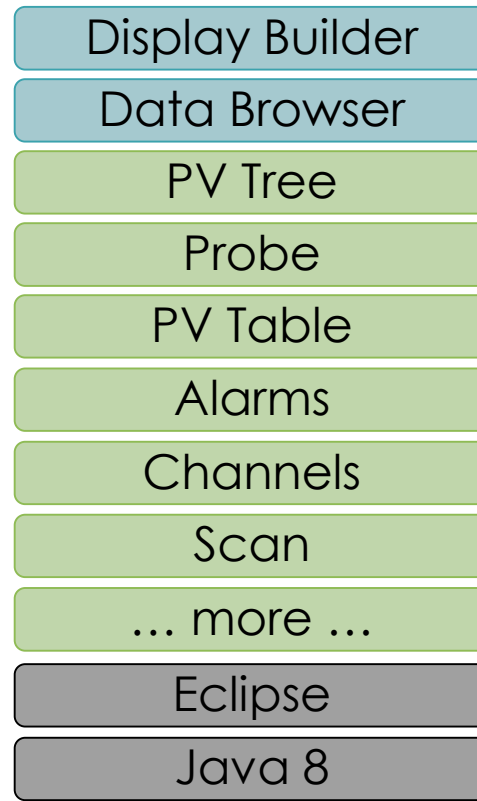 Display Builder
Data Browser
PV Tree
Probe
PV Table
Alarms
Channels
Scan
… more …
Eclipse
Java 8